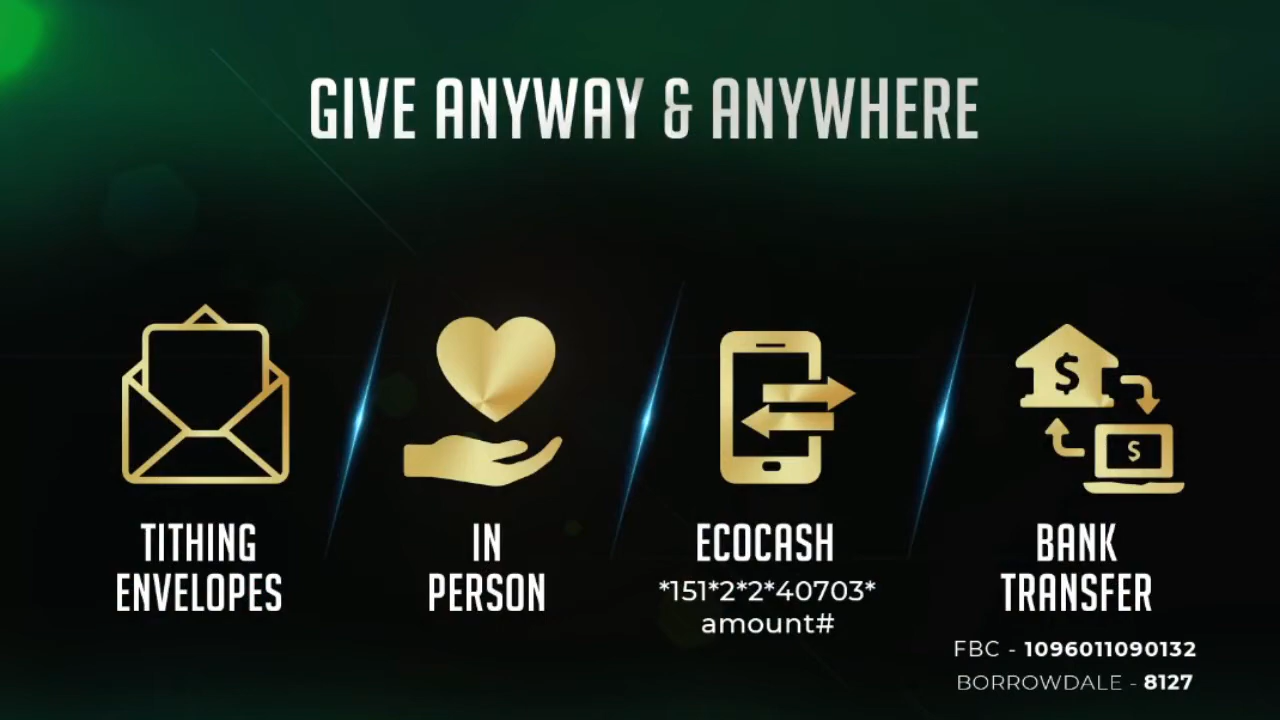 GIVE ANYWAY & ANYWHERE
TITHING
ENVELOPES
IN
PERSON
ECOCASH
*151*2*2*40703*
amount#
BANK
TRANSFER
FBC - 1096011090132
BORROWDALE - 8127